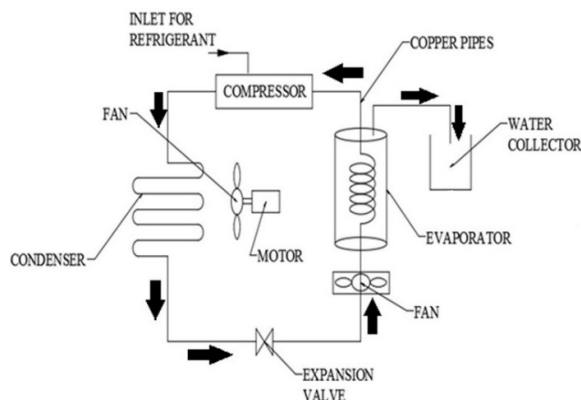 INLET FOR
REFRIGERANT
COPPER PIPES
COMPRESSOR
FAN
WATER
COLLECTOR
EVAPORATOR
CONDENSER
MOTOR
FAN
EXPANSION
VALVE